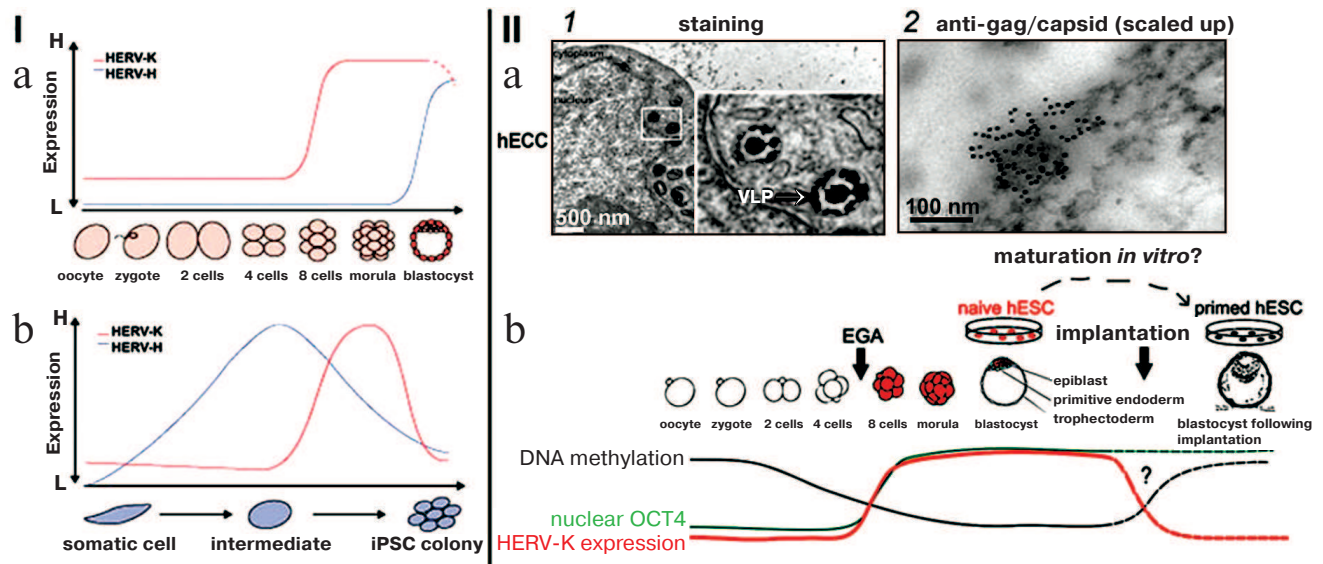 I
a
H
HERV-K
HERV-H
Expression
L
oocyte zygote 2 cells 4 cells 8 cells morula blastocyst
b
H
HERV-K
HERV-H
Expression
L
somatic cell intermediate iPSC colony
II
1 staining
2 anti-gag/capsid (scaled up)
a
hECC
cytoplasm
nucleus
VLP
500 nm
100 nm
maturation in vitro?
b
naive hESC
implantation
primed hESC
EGA
epiblast
primitive endoderm
trophectoderm
oocyte zygote 2 cells 4 cells 8 cells morula blastocyst
blastocyst following
implantation
DNA methylation
?
nuclear OCT4
HERV-K expression